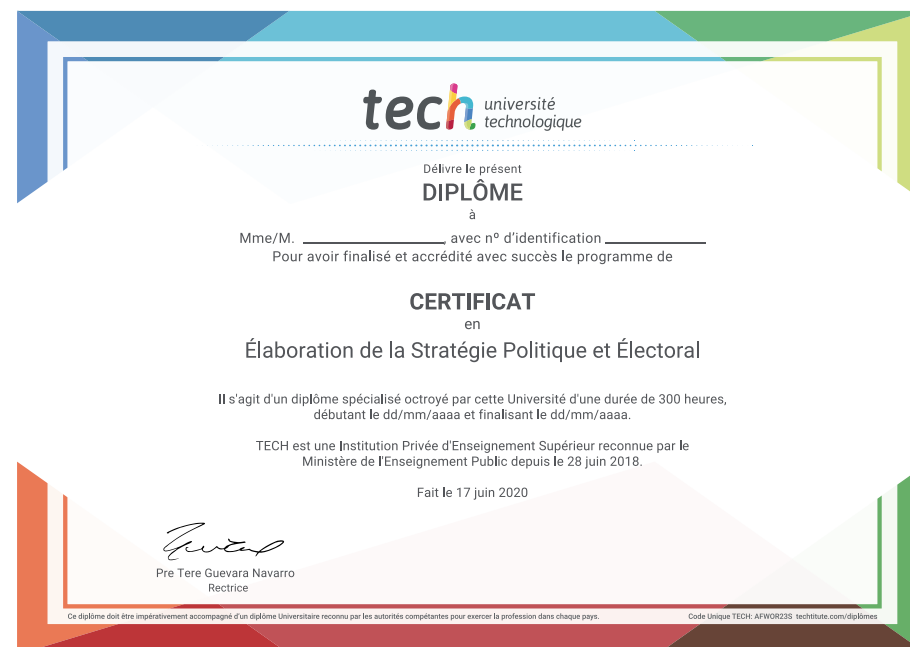 tech université
technologique
Délivre le présent
DIPLÔME
à
Mme/M. ____________________, avec nº d'identification ______________
Pour avoir finalisé et accrédité avec succès le programme de
CERTIFICAT
en
Élaboration de la Stratégie Politique et Électoral
Il s'agit d'un diplôme spécialisé octroyé par cette Université d'une durée de 300 heures,
débutant le dd/mm/aaaa et finalisant le dd/mm/aaaa.
TECH est une Institution Privée d'Enseignement Supérieur reconnue par le
Ministère de l'Enseignement Public depuis le 28 juin 2018.
Fait le 17 juin 2020
Pre Tere Guevara Navarro
Rectrice
Ce diplôme doit être impérativement accompagné d'un diplôme Universitaire reconnu par les autorités compétantes pour exercer la profession dans chaque pays.
Code Unique TECH: AFWOR23S techtitute.com/diplômes